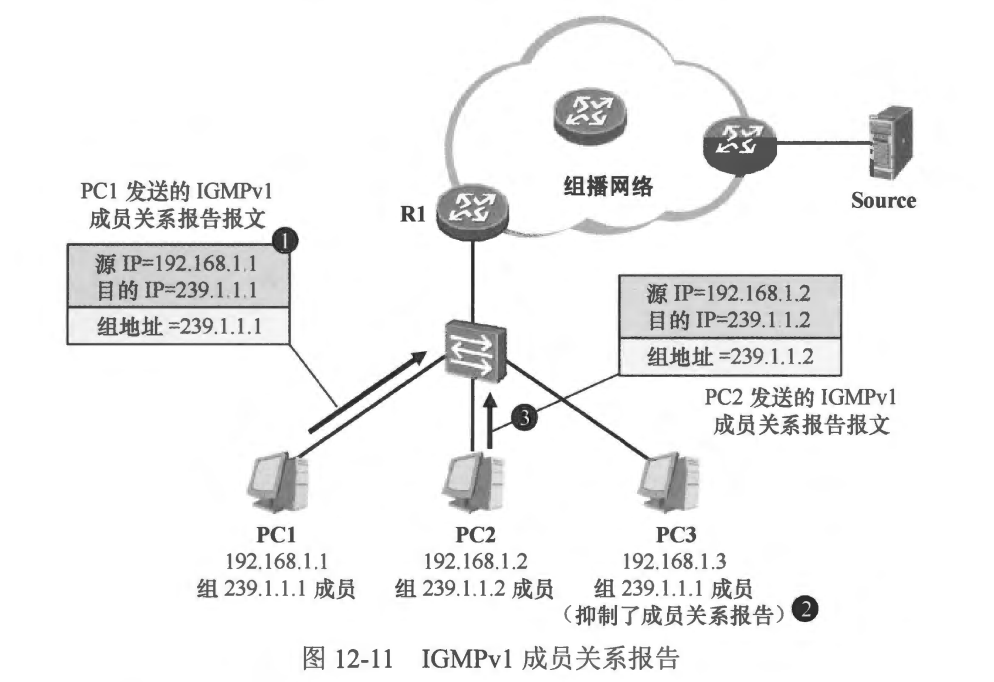 组播网络
Source
R1
PC1 发送的 IGMPv1
成员关系报告报文
1
源 IP=192.168.1.1
目的 IP=239.1.1.1
组地址 =239.1.1.1
源 IP=192.168.1.2
目的 IP=239.1.1.2
组地址 =239.1.1.2
PC2 发送的 IGMPv1
成员关系报告报文
3
PC1
192.168.1.1
组 239.1.1.1 成员
PC2
192.168.1.2
组 239.1.1.2 成员
PC3
192.168.1.3
组 239.1.1.1 成员
（抑制了成员关系报告）2
图 12-11 IGMPv1 成员关系报告